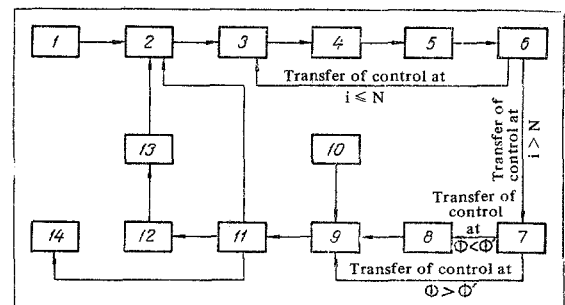 1
2
3
4
5
6
Transfer of control at
i ⩽ N
Transfer of
control at
i > N
13
10
Transfer of
control
at
Φ<Φ′
14
12
11
9
8
7
Transfer of control at
Φ > Φ′